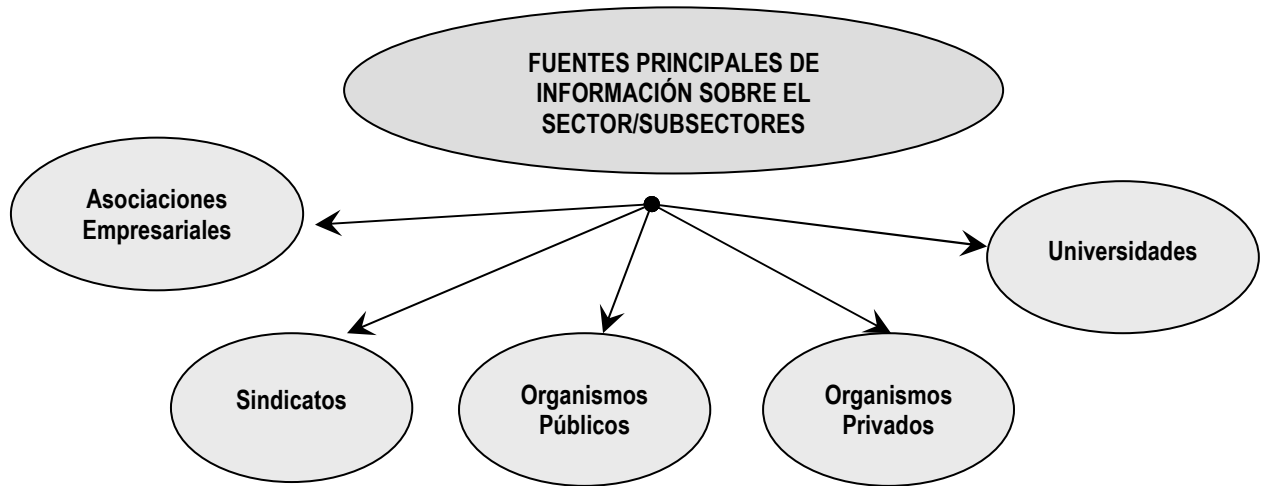 FUENTES PRINCIPALES DE
INFORMACIÓN SOBRE EL
SECTOR/SUBSECTORES
Asociaciones
Empresariales
Universidades
Sindicatos
Organismos
Públicos
Organismos
Privados